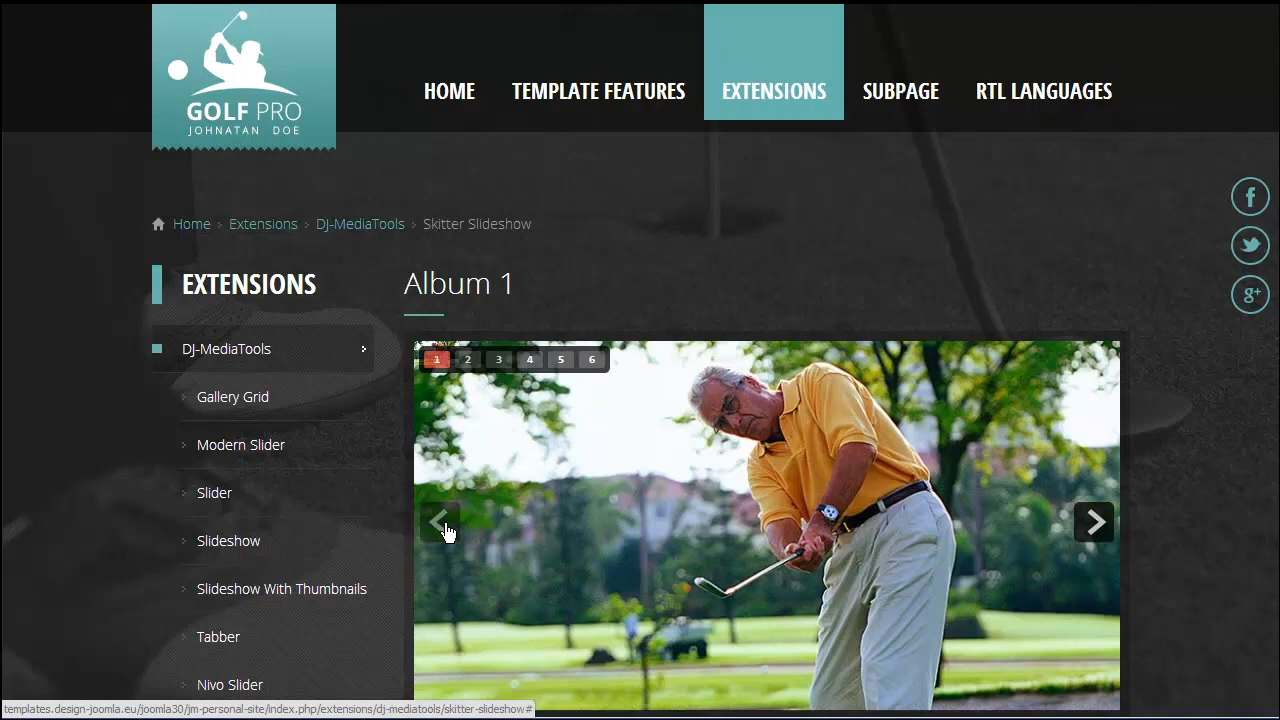 GOLF PRO
JOHNATAN DOE
HOME TEMPLATE FEATURES EXTENSIONS SUBPAGE RTL LANGUAGES
Home › Extensions › DJ-MediaTools › Skitter Slideshow
EXTENSIONS
DJ-MediaTools
Gallery Grid
Modern Slider
Slider
Slideshow
Slideshow With Thumbnails
Tabber
Nivo Slider
Album 1
1 2 3 4 5 6
f
g+
templates.design-joomla.eu/joomla30/jm-personal-site/index.php/extensions/dj-mediatools/skitter-slideshow#